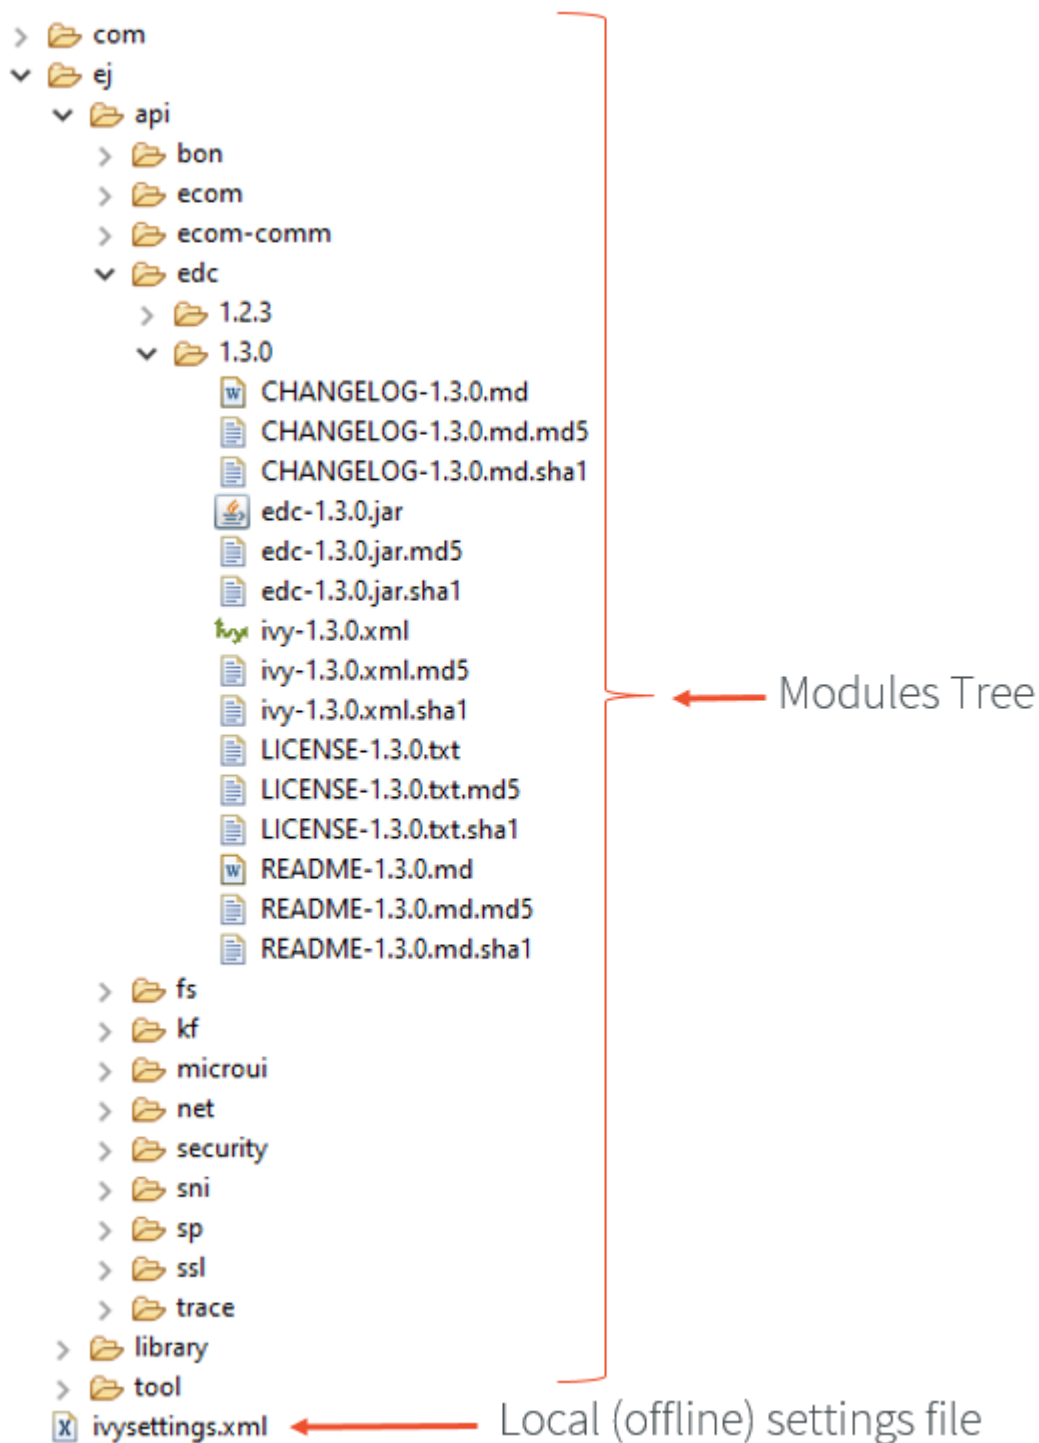 com
ej
api
bon
ecom
ecom-comm
edc
1.2.3
1.3.0
CHANGELOG-1.3.0.md
CHANGELOG-1.3.0.md.md5
CHANGELOG-1.3.0.md.sha1
edc-1.3.0.jar
edc-1.3.0.jar.md5
edc-1.3.0.jar.sha1
ivy-1.3.0.xml
ivy-1.3.0.xml.md5
ivy-1.3.0.xml.sha1
Modules Tree
LICENSE-1.3.0.txt
LICENSE-1.3.0.txt.md5
LICENSE-1.3.0.txt.sha1
README-1.3.0.md
README-1.3.0.md.md5
README-1.3.0.md.sha1
fs
kf
microui
net
security
sni
sp
ssl
trace
library
tool
ivysettings.xml Local (offline) settings file